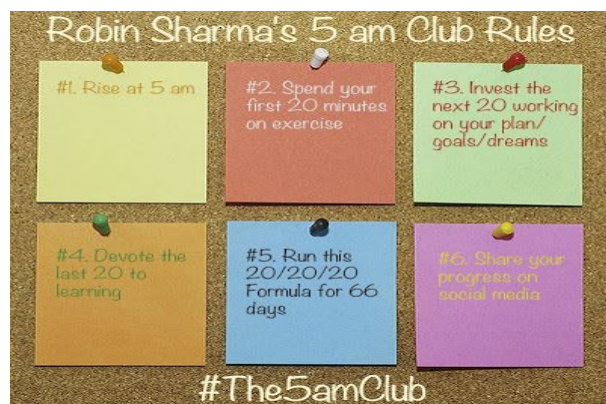 Robin Sharma's 5 am Club Rules
#1. Rise at 5 am
#2. Spend your
first 20 minutes
on exercise
#3. Invest the
next 20 working
on your plan/
goals/dreams
#4. Devote the
last 20 to
learning
#5. Run this
20/20/20
Formula for 66
days
#6. Share your
progress on
social media
#The5amClub